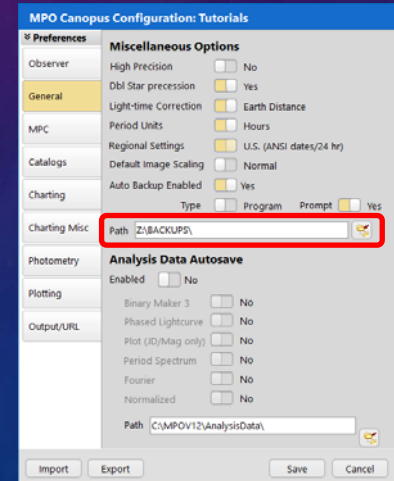 MPO Canopus Configuration: Tutorials
Preferences
Observer
General
MPC
Catalogs
Charting
Charting Misc
Photometry
Plotting
Output/URL
Miscellaneous Options
High Precision No
Dbl Star precession Yes
Light-time Correction Earth Distance
Period Units Hours
Regional Settings U.S. (ANSI dates/24 hr)
Default Image Scaling Normal
Auto Backup Enabled Yes
Type Program Prompt Yes
Path Z:\BACKUPS\
Analysis Data Autosave
Enabled No
Binary Maker 3 No
Phased Lightcurve No
Plot (JD/Mag only) No
Period Spectrum No
Fourier No
Normalized No
Path C:\MPOV12\AnalysisData\
Import Export Save Cancel